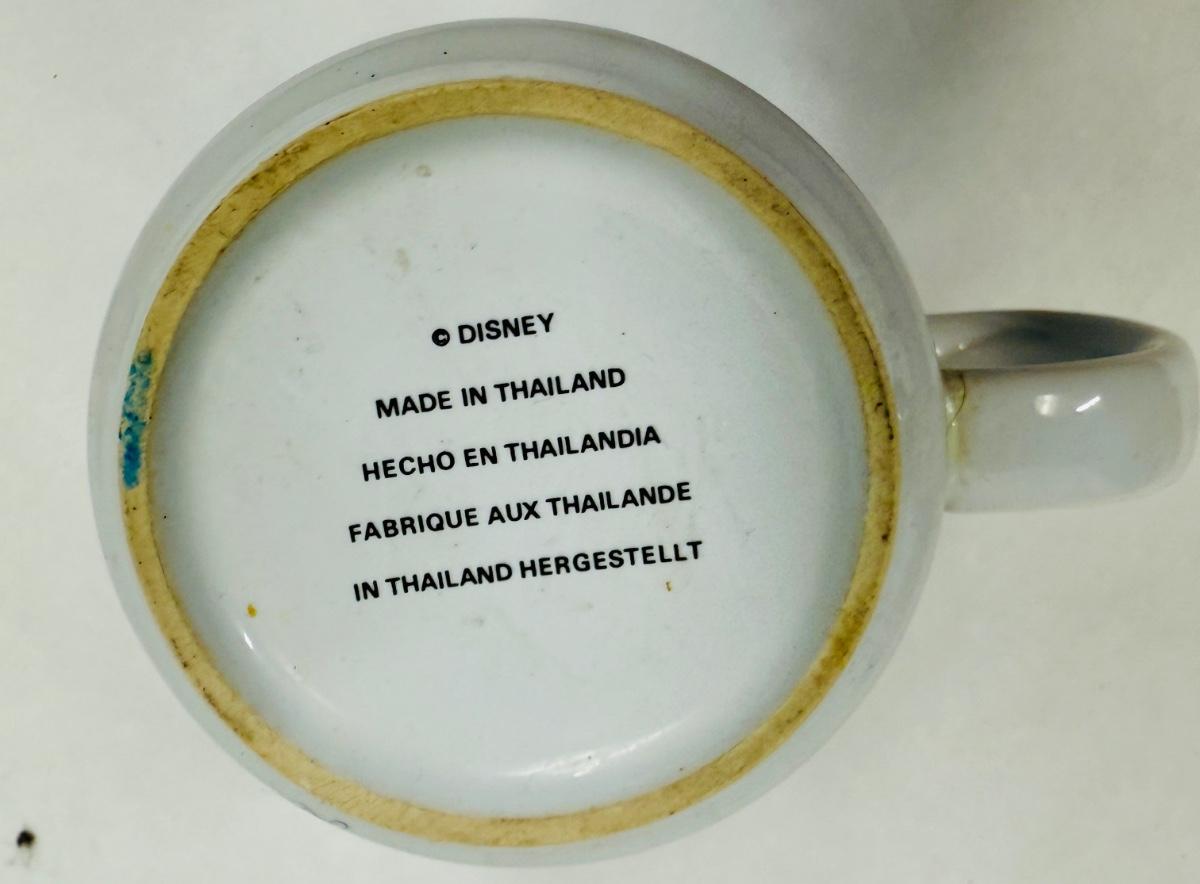 © DISNEY
MADE IN THAILAND
HECHO EN THAILANDIA
FABRIQUE AUX THAILANDE
IN THAILAND HERGESTELLT